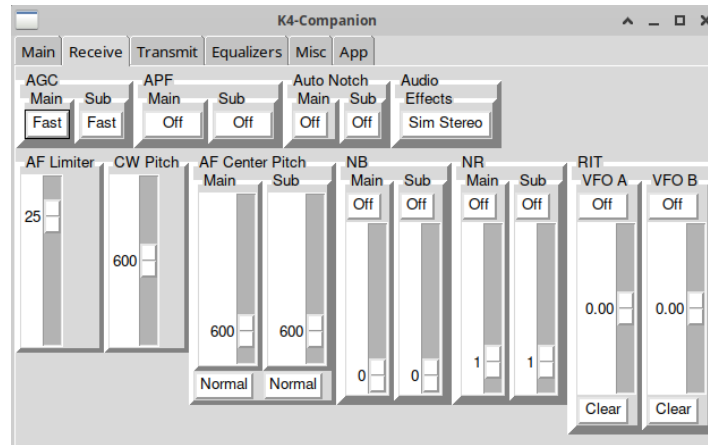 K4-Companion
Main Receive Transmit Equalizers Misc App
AGC APF Auto Notch Audio
Main Sub Main Sub Main Sub Effects
Fast Fast Off Off Off Off Sim Stereo
AF Limiter CW Pitch AF Center Pitch NB NR RIT
Main Sub Main Sub Main Sub VFO A VFO B
Off Off Off Off Off Off
25
600
0.00 0.00
600 600
1 1
0 0
Normal Normal
Clear Clear